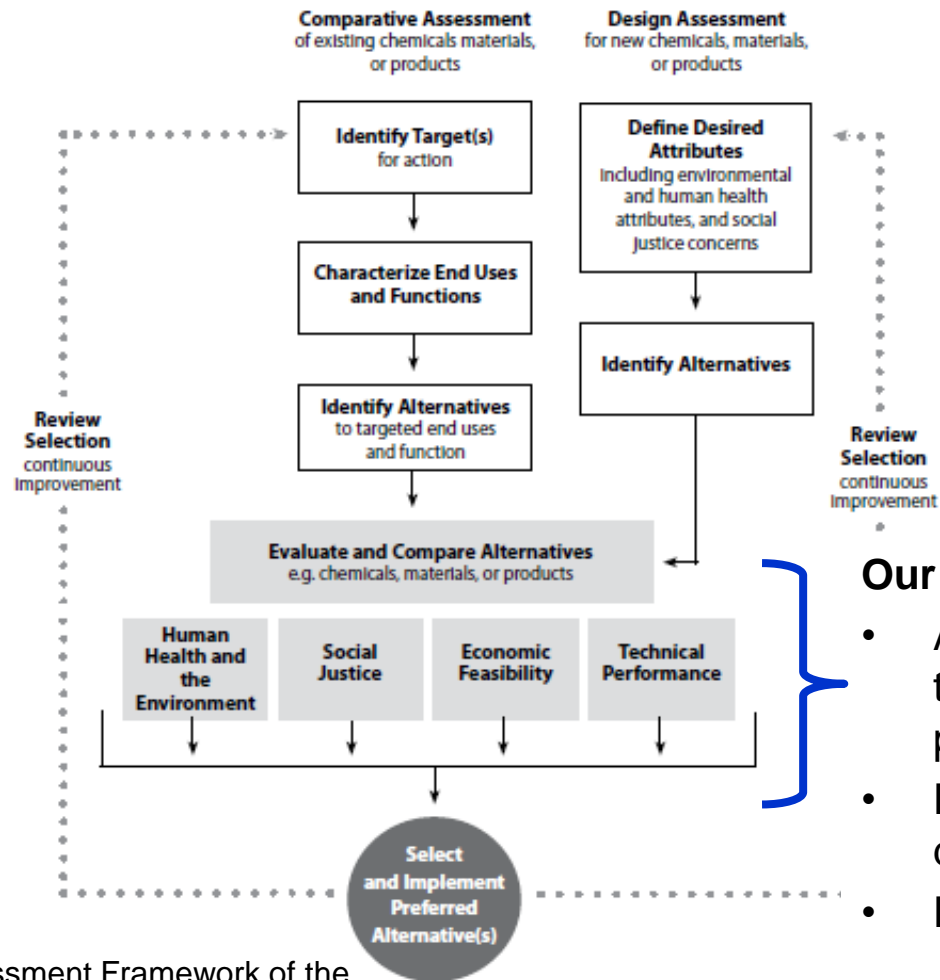 Comparative Assessment
of existing chemicals materials,
or products
Design Assessment
for new chemicals, materials,
or products
Identify Target(s)
for action
Define Desired
Attributes
including environmental
and human health
attributes, and social
justice concerns
Characterize End Uses
and Functions
Identify Alternatives
Identify Alternatives
to targeted end uses
and function
Review
Selection
continuous
improvement
Review
Selection
continuous
improvement
Evaluate and Compare Alternatives
e.g. chemicals, materials, or products
Human
Health and
the
Environment
Social
Justice
Economic
Feasibility
Technical
Performance
Our
•
•
•
Select
and Implement
Preferred
Alternative(s)
Framework of the